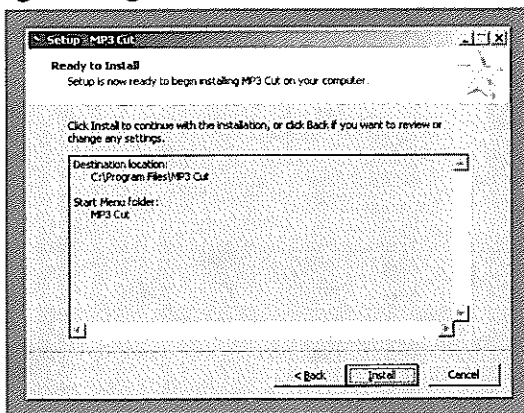 Setup - MP3 Cut
Ready to Install
Setup is now ready to begin installing MP3 Cut on your computer.
Click Install to continue with the installation, or click Back if you want to review or
change any settings.
Destination location:
C:\Program Files\MP3 Cut
Start Menu folder:
MP3 Cut
< Back
Install
Cancel